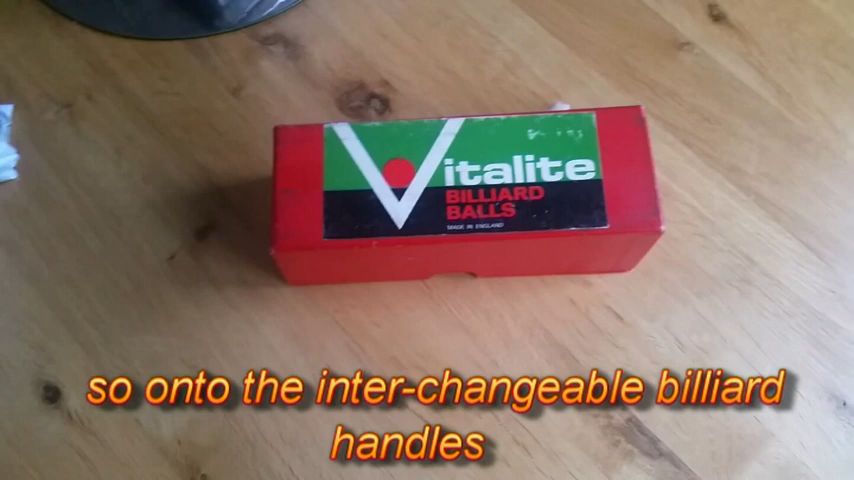 Vitalite
BILLIARD
BALLS
MADE IN ENGLAND
so onto the inter-changeable billiard
handles